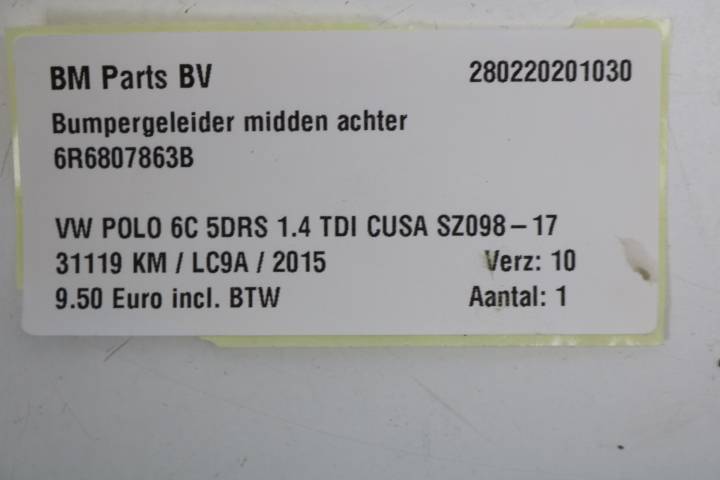 BM Parts BV 280220201030
Bumpergeleider midden achter
6R6807863B
VW POLO 6C 5DRS 1.4 TDI CUSA SZ098-17
31119 KM / LC9A / 2015 Verz: 10
9.50 Euro incl. BTW Aantal: 1